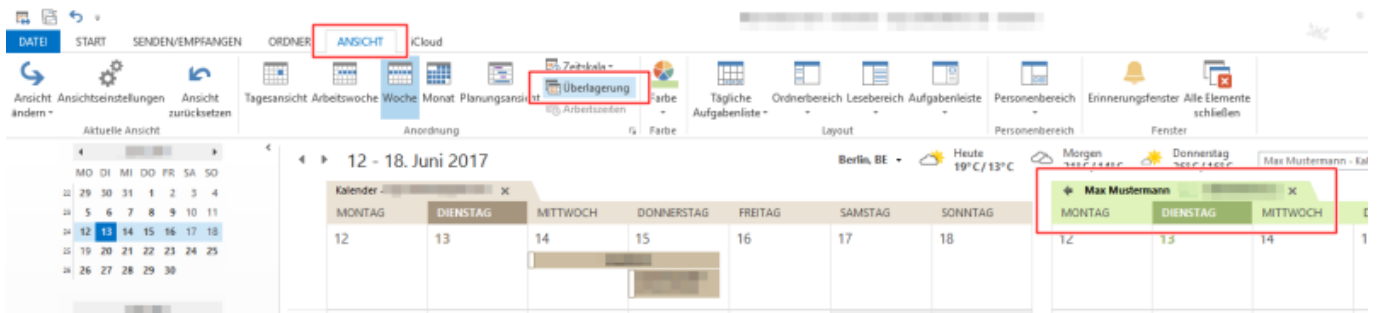 DATEI START SENDEN/EMPFANGEN ORDNER ANSICHT iCloud
Ansicht ändern Ansichtseinstellungen Ansicht zurücksetzen
Aktuelle Ansicht
Tagesansicht Arbeitswoche Woche Monat Planungsansicht
Zeitskala
Überlagerung
Arbeitszeiten
Anordnung
Farbe
Farbe
Tägliche Aufgabenliste Ordnerbereich Lesebereich Aufgabenleiste
Layout
Personenbereich
Personenbereich
Erinnerungsfenster Alle Elemente schließen
Fenster
MO DI MI DO FR SA SO
22 29 30 31 1 2 3 4
23 5 6 7 8 9 10 11
24 12 13 14 15 16 17 18
25 19 20 21 22 23 24 25
26 26 27 28 29 30
12 - 18. Juni 2017
Berlin, BE
Heute
19°C/13°C
Morgen
Donnerstag
Max Mustermann - Kal
Kalender -
MONTAG DIENSTAG MITTWOCH DONNERSTAG FREITAG SAMSTAG SONNTAG
12 13 14 15 16 17 18
Max Mustermann
MONTAG DIENSTAG MITTWOCH
12 13 14